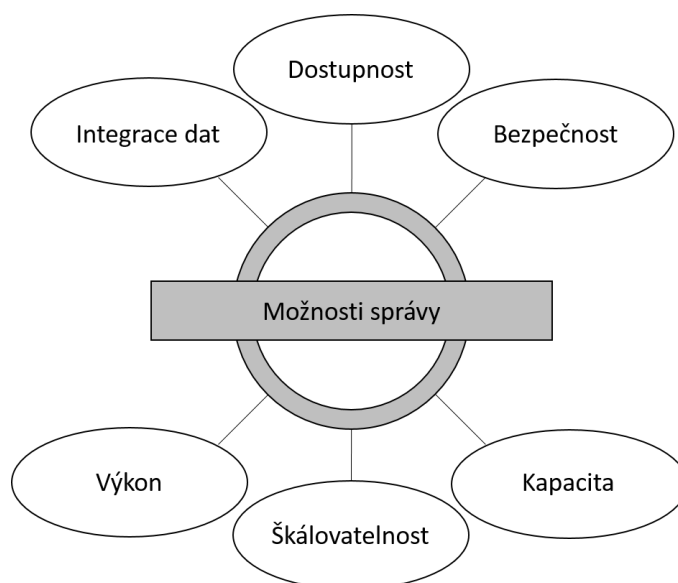 Dostupnost
Integrace dat
Bezpečnost
Možnosti správy
Výkon
Kapacita
Škálovatelnost